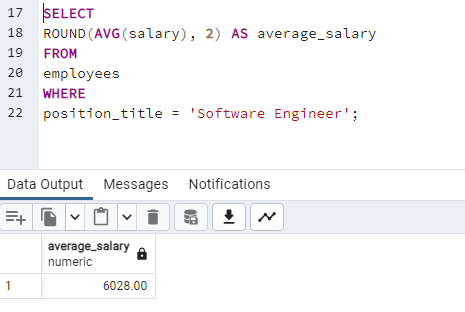 17 SELECT
18 ROUND(AVG(salary), 2) AS average_salary
19 FROM
20 employees
21 WHERE
22 position_title = 'Software Engineer';
Data Output Messages Notifications
average_salary
numeric
1 6028.00